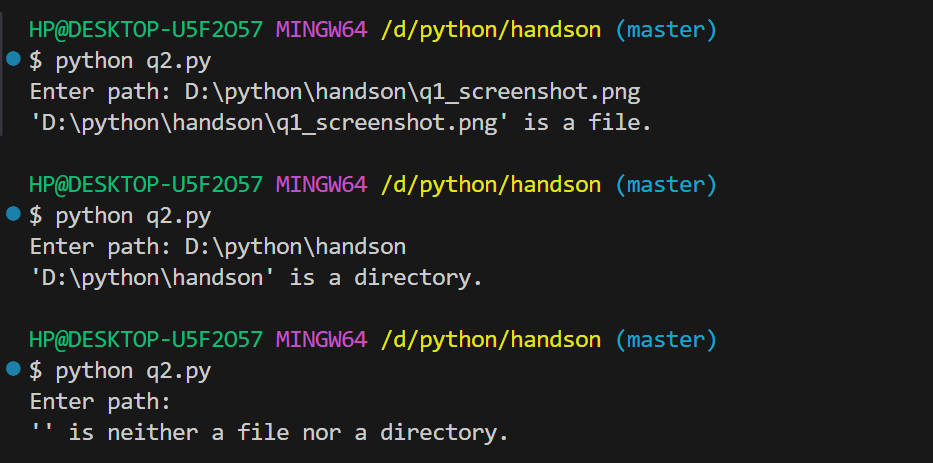 HP@DESKTOP-U5F2O57 MINGW64 /d/python/handson (master)
$ python q2.py
Enter path: D:\python\handson\q1_screenshot.png
'D:\python\handson\q1_screenshot.png' is a file.
HP@DESKTOP-U5F2O57 MINGW64 /d/python/handson (master)
$ python q2.py
Enter path: D:\python\handson
'D:\python\handson' is a directory.
HP@DESKTOP-U5F2O57 MINGW64 /d/python/handson (master)
$ python q2.py
Enter path:
'' is neither a file nor a directory.